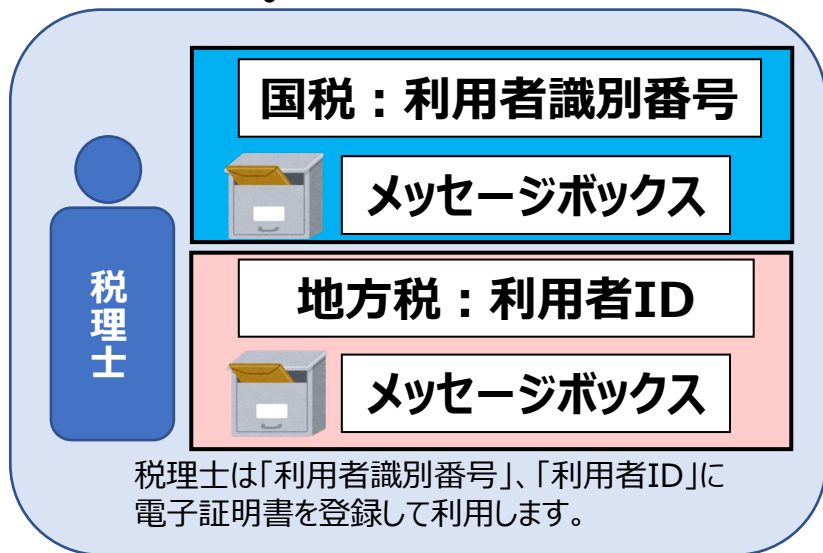 国税：利用者識別番号
メッセージボックス
税理士
地方税：利用者ID
メッセージボックス
税理士は「利用者識別番号」、「利用者ID」に
電子証明書を登録して利用します。